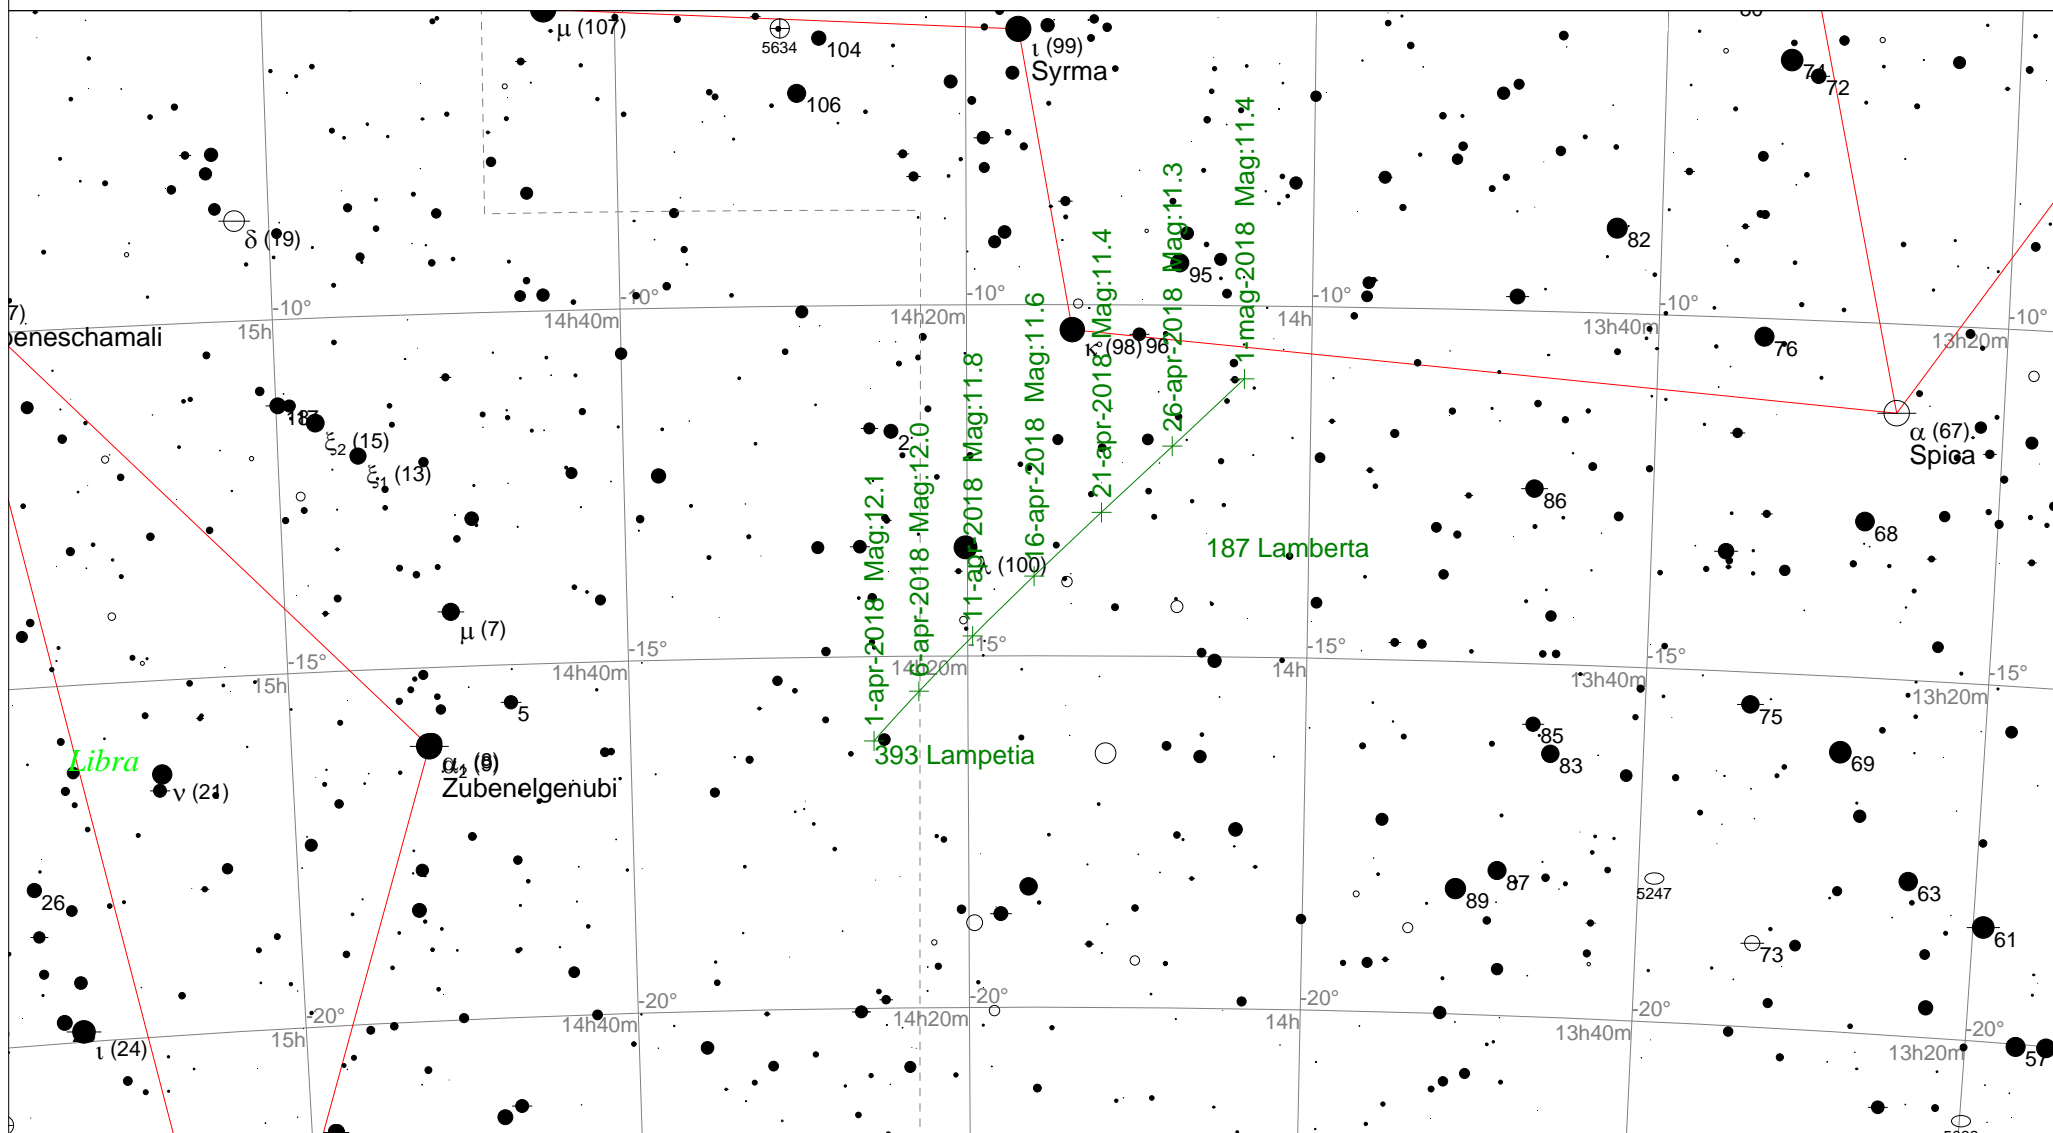 μ (107)
5634
104
106
ι (99)
Syrma
74
72
δ (19)
95
82
-10°
15h
-10°
14h40m
-10°
14h20m
-10°
14h
-10°
13h40m
-10°
13h20m
7)
beneschamali
κ (98)
96
76
ξ2 (15)
ξ1 (13)
2
α (67)
Spica
86
68
1-apr-2018 Mag:12.1
6-apr-2018 Mag:12.0
11-apr-2018 Mag:11.8
16-apr-2018 Mag:11.6
21-apr-2018 Mag:11.4
26-apr-2018 Mag:11.3
1-mag-2018 Mag:11.4
187 Lamberta
λ (100)
μ (7)
-15°
15h
-15°
14h40m
-15°
14h20m
-15°
14h
-15°
13h40m
-15°
13h20m
5
75
85
83
69
Libra
ν (21)
Zubenelgenubi
393 Lampetia
26
89
87
5247
63
73
61
-20°
15h
-20°
14h40m
-20°
14h20m
-20°
14h
-20°
13h40m
-20°
13h20m
ι (24)
57